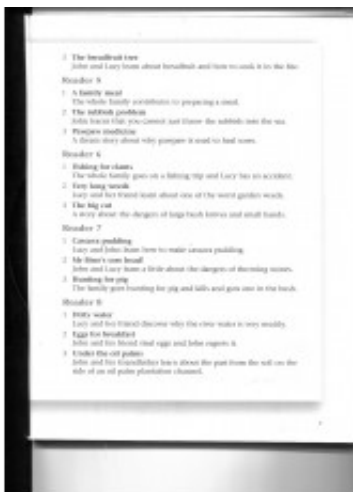 3 The breadfruit tree
John and Lucy learn about breadfruit and how to cook it in the fire.
Reader 5
1 A family meal
The whole family contributes to preparing a meal.
2 The rubbish problem
John learns that you cannot just throw the rubbish into the sea.
3 Pawpaw medicine
A story about why pawpaw is used to heal sores.
Reader 6
1 Fishing for clams
The whole family goes on a fishing trip and Lucy has an accident.
2 Very long weeds
Lucy and her friend learn about one of the worst garden weeds.
3 The big cut
A story about the dangers of large bush knives and small hands.
Reader 7
1 Cassava pudding
Lucy and John learn how to make cassava pudding.
2 Mr Bino's sore head!
John and Lucy learn a little about the dangers of throwing stones.
3 Hunting for pig
The family goes hunting for pig and kills and guts one in the bush.
Reader 8
1 Dirty water
Lucy and her friend discover why the river water is very muddy.
2 Eggs for breakfast
John and his friend steal eggs and John regrets it.
3 Under the oil palms
John and his grandfather learn about the past from the soil on the
side of an oil palm plantation channel.